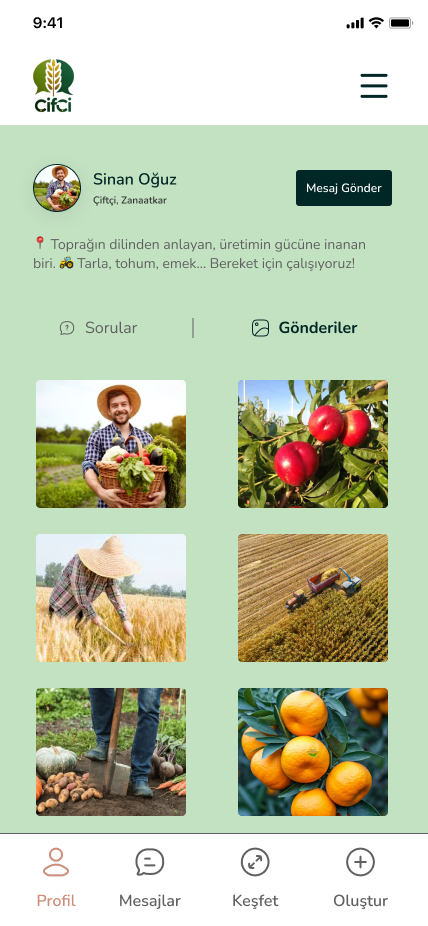 9:41
CifCi
Sinan Oğuz
Çiftçi, Zanaatkar
Mesaj Gönder
📍 Toprağın dilinden anlayan, üretimin gücüne inanan
biri. 🚜 Tarla, tohum, emek... Bereket için çalışıyoruz!
Sorular
Gönderiler
Profil
Mesajlar
Keşfet
Oluştur